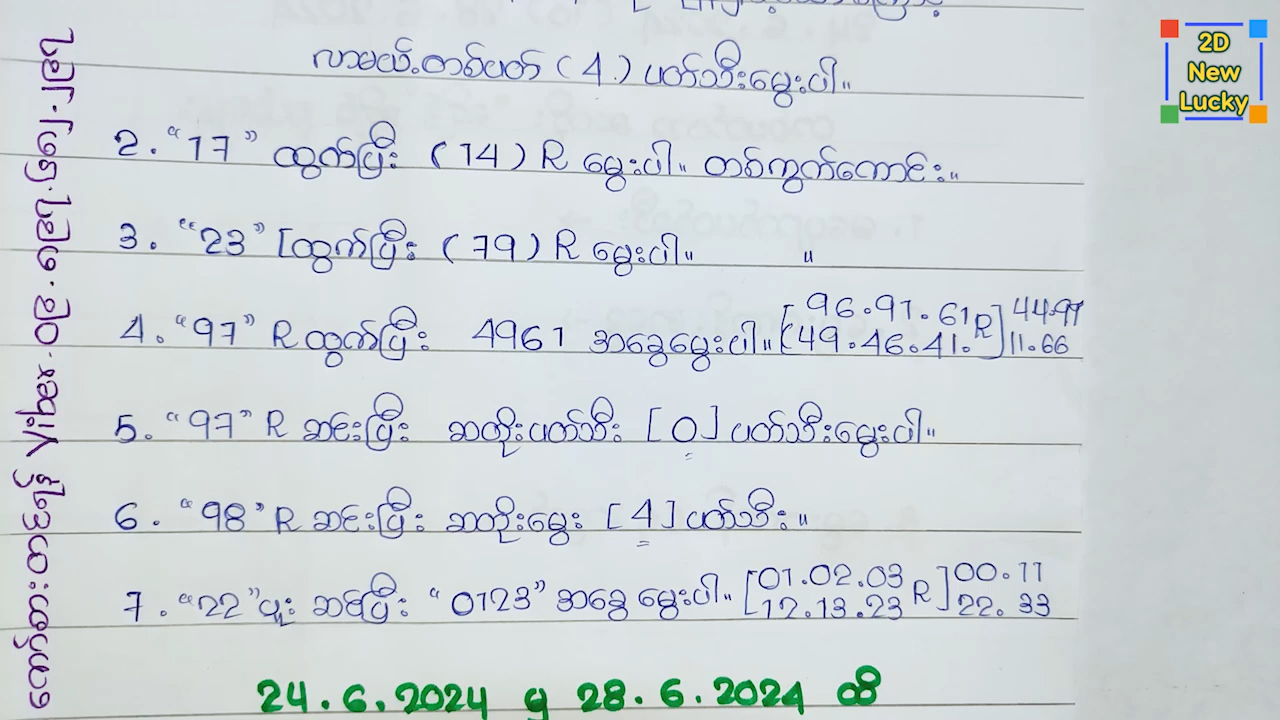 လာမယ့်တစ်ပတ် (4.) ပတ်သီးမွေးပါ။
2. "17" ထွက်ပြီး (14) R မွေးပါ။ တစ်ကွက်ကောင်း။
3. "23" [ထွက်ပြီး (79) R မွေးပါ။ "
4. "97" R ထွက်ပြီး 4961 အခွေမွေးပါ။ [96.91.61 49.46.41. R] 44.99 11.66
5. "97" R ဆင်းပြီး ဆတိုးပတ်သီး [0] ပတ်သီးမွေးပါ။
6. "98" R ဆင်းပြီး ဆတိုးမွေး [4] ပတ်သီး။
7. "22" ပူး ဆင်းပြီး "0123" အခွေ မွေးပါ။ [01.02.03 12.13.23 R] 00.11 22.33
24.6.2024 မှ 28.6.2024 ထိ
Viber
2D
New
Lucky